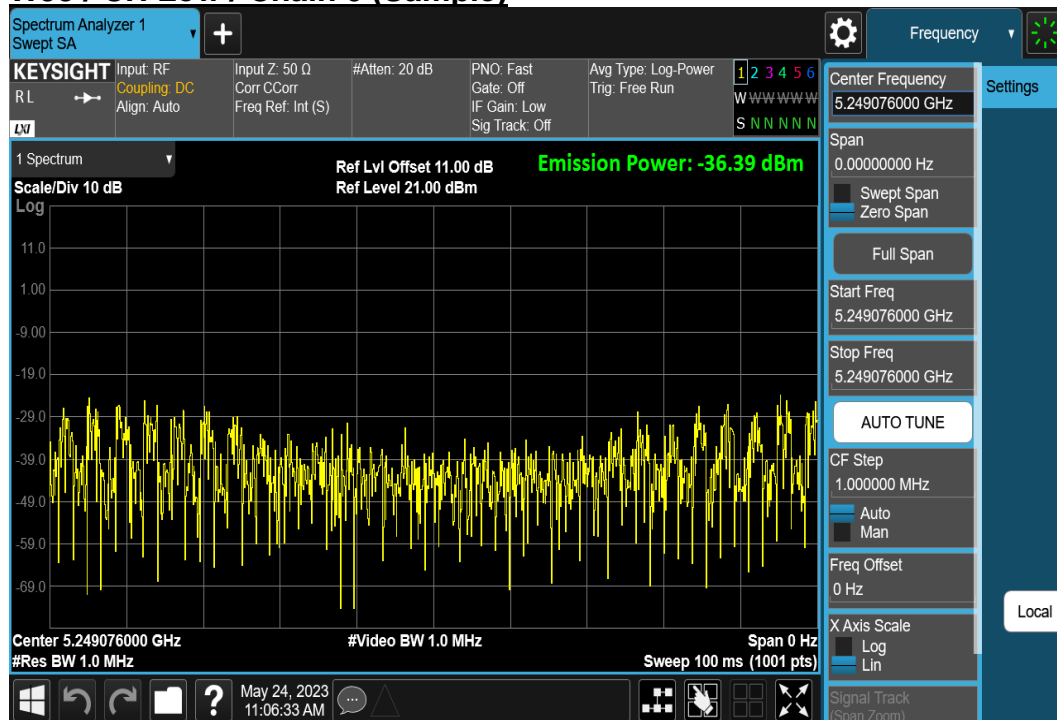 Spectrum Analyzer 1
Swept SA
Frequency
KEYSIGHT
R L
LXI
Input: RF
Coupling: DC
Align: Auto
Input Z: 50 Ω
Corr CCorr
Freq Ref: Int (S)
#Atten: 20 dB
PNO: Fast
Gate: Off
IF Gain: Low
Sig Track: Off
Avg Type: Log-Power
Trig: Free Run
1 2 3 4 5 6
W W W W W W
S N N N N N
1 Spectrum
Scale/Div 10 dB
Log
Ref Lvl Offset 11.00 dB
Ref Level 21.00 dBm
Emission Power: -36.39 dBm
11.0
1.00
-9.00
-19.0
-29.0
-39.0
-49.0
-59.0
-69.0
Center 5.249076000 GHz
#Res BW 1.0 MHz
#Video BW 1.0 MHz
Span 0 Hz
Sweep 100 ms (1001 pts)
May 24, 2023
11:06:33 AM
Center Frequency
5.249076000 GHz
Span
0.00000000 Hz
Swept Span
Zero Span
Full Span
Start Freq
5.249076000 GHz
Stop Freq
5.249076000 GHz
AUTO TUNE
CF Step
1.000000 MHz
Auto
Man
Freq Offset
0 Hz
X Axis Scale
Log
Lin
Signal Track
(Span Zoom)
Settings
Local